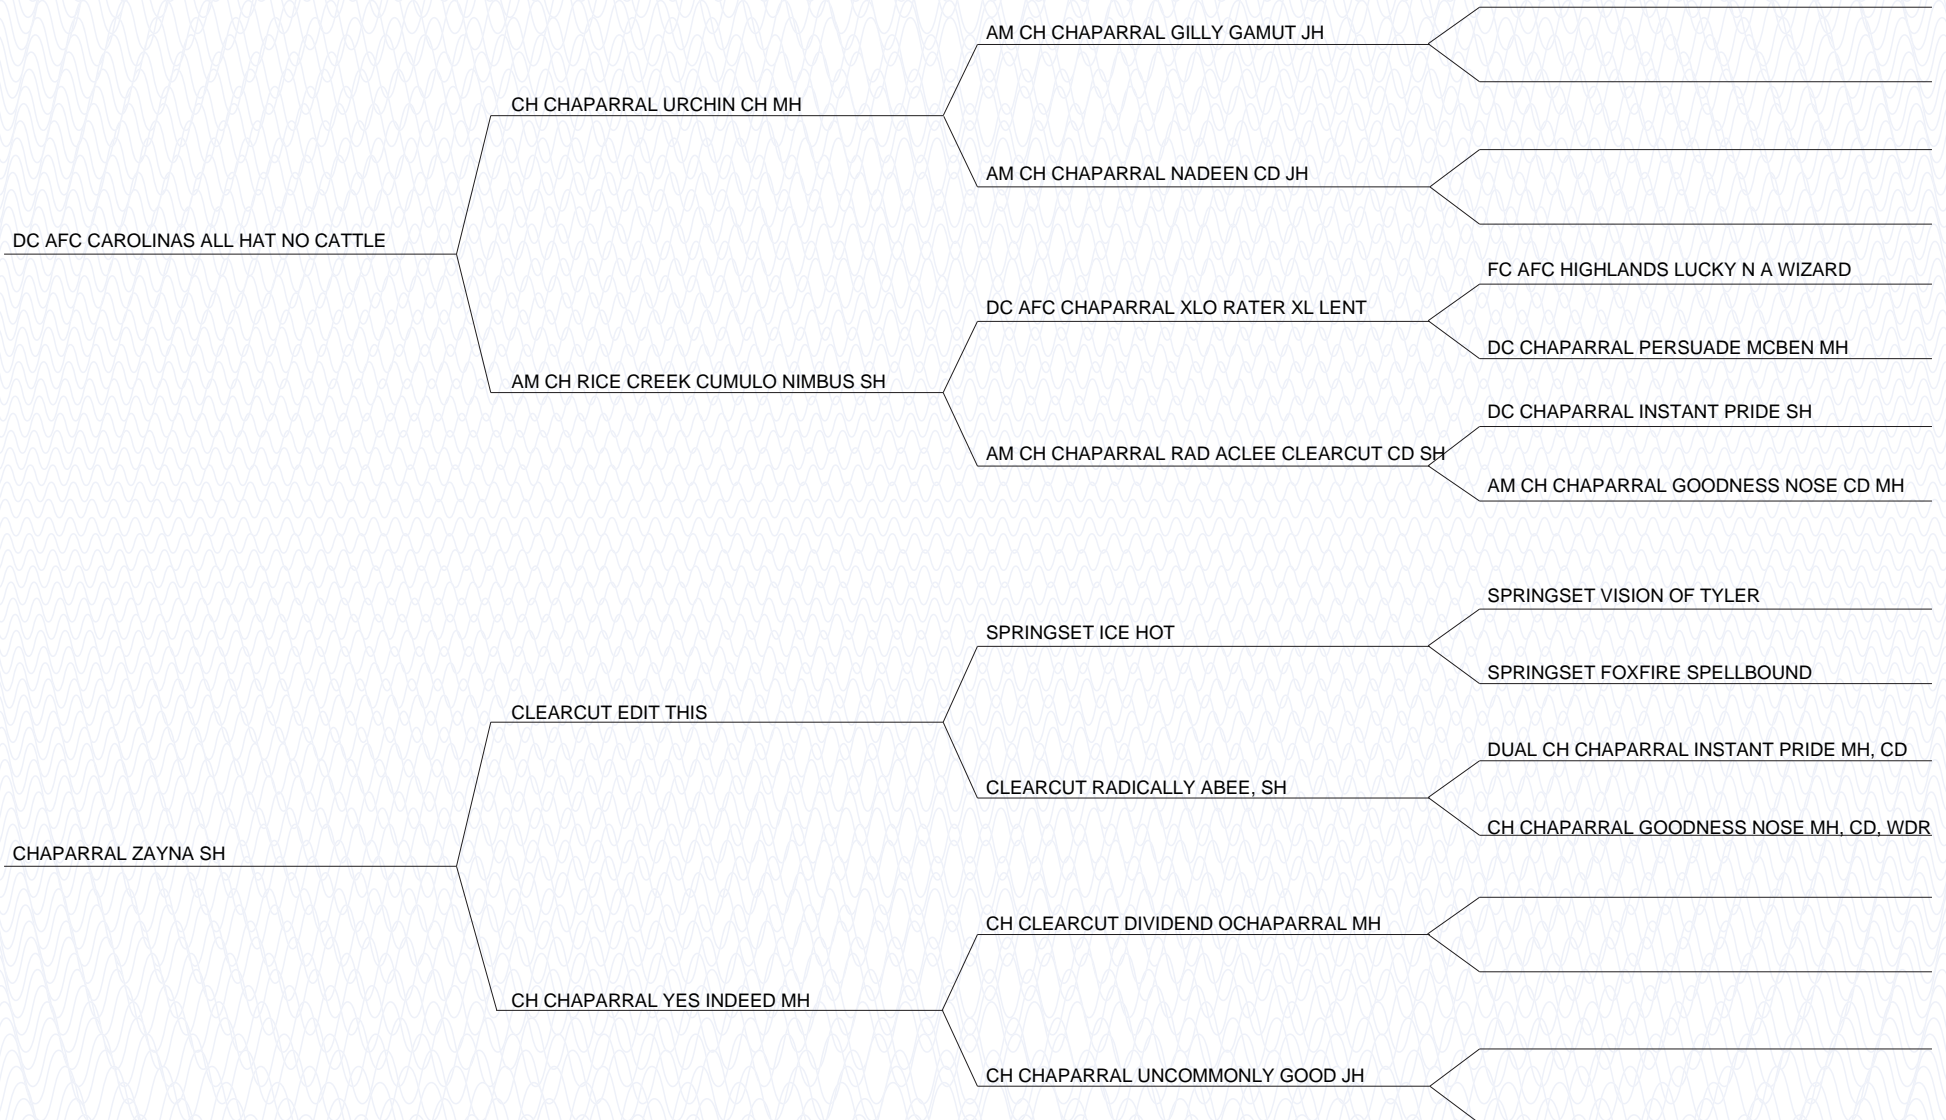 AM CH CHAPARRAL GILLY GAMUT JH
CH CHAPARRAL URCHIN CH MH
AM CH CHAPARRAL NADEEN CD JH
DC AFC CAROLINAS ALL HAT NO CATTLE
FC AFC HIGHLANDS LUCKY N A WIZARD
DC AFC CHAPARRAL XLO RATER XL LENT
DC CHAPARRAL PERSUADE MCBEN MH
AM CH RICE CREEK CUMULO NIMBUS SH
DC CHAPARRAL INSTANT PRIDE SH
AM CH CHAPARRAL RAD ACLEE CLEARCUT CD SH
AM CH CHAPARRAL GOODNESS NOSE CD MH
SPRINGSET VISION OF TYLER
SPRINGSET ICE HOT
SPRINGSET FOXFIRE SPELLBOUND
CLEARCUT EDIT THIS
DUAL CH CHAPARRAL INSTANT PRIDE MH, CD
CLEARCUT RADICALLY ABEE, SH
CH CHAPARRAL GOODNESS NOSE MH, CD, WDR
CHAPARRAL ZAYNA SH
CH CLEARCUT DIVIDEND OCHAPARRAL MH
CH CHAPARRAL YES INDEED MH
CH CHAPARRAL UNCOMMONLY GOOD JH